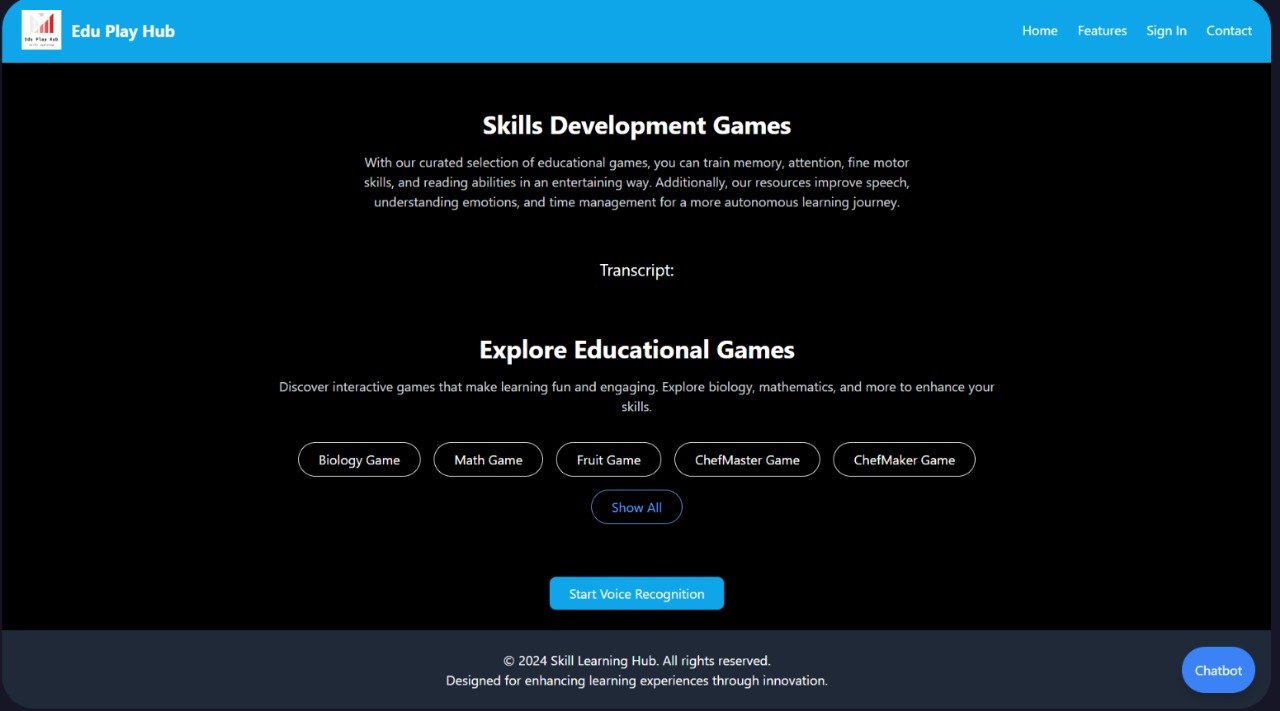 Edu Play Hub
Edu Play Hub
Home
Features
Sign In
Contact
Skills Development Games
With our curated selection of educational games, you can train memory, attention, fine motor
skills, and reading abilities in an entertaining way. Additionally, our resources improve speech,
understanding emotions, and time management for a more autonomous learning journey.
Transcript:
Explore Educational Games
Discover interactive games that make learning fun and engaging. Explore biology, mathematics, and more to enhance your
skills.
Biology Game
Math Game
Fruit Game
ChefMaster Game
ChefMaker Game
Show All
Start Voice Recognition
© 2024 Skill Learning Hub. All rights reserved.
Designed for enhancing learning experiences through innovation.
Chatbot